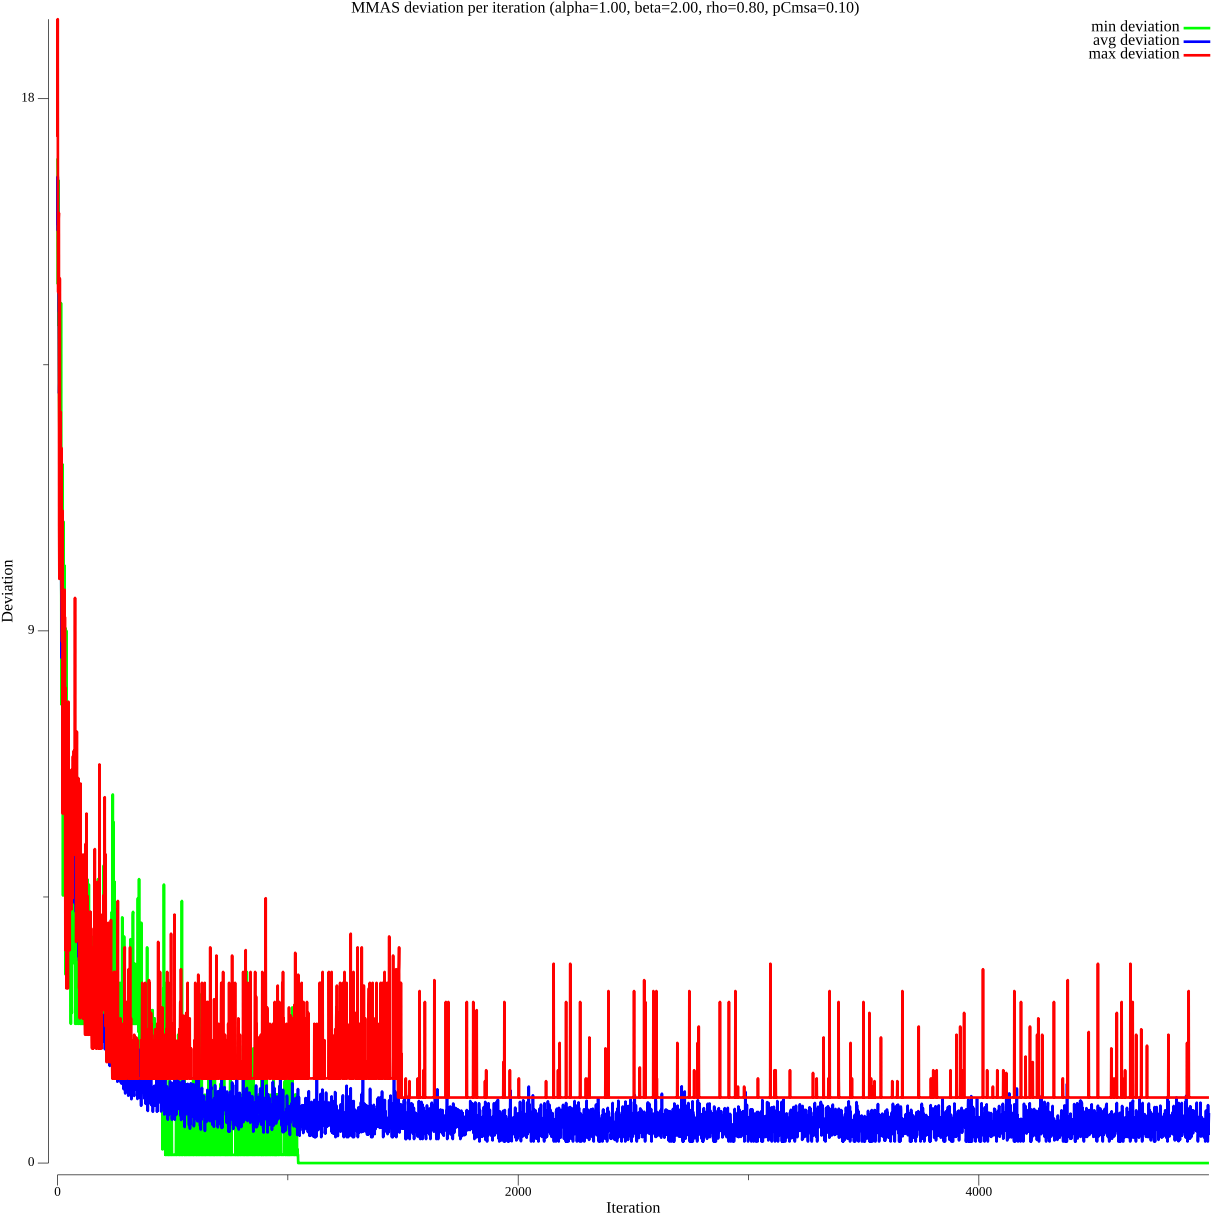 MMAS deviation per iteration (alpha=1.00, beta=2.00, rho=0.80, pCmsa=0.10)
min deviation
avg deviation
max deviation
18
9
0
Deviation
0
2000
4000
Iteration